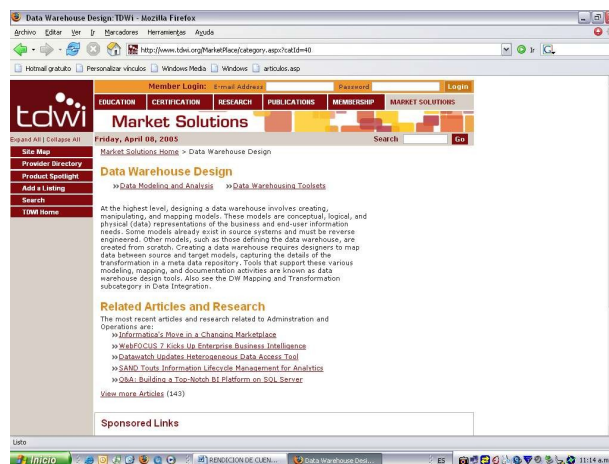 Data Warehouse Design: TDWI - Mozilla Firefox
Archivo Editar Ver Ir Marcadores Herramientas Ayuda
http://www.tdwi.org/MarketPlace/category.aspx?catId=40
Ir
Hotmail gratuito Personalizar vínculos Windows Media Windows articulos.asp
Member Login: E-mail Address Password Login
tdwi
EDUCATION CERTIFICATION RESEARCH PUBLICATIONS MEMBERSHIP MARKET SOLUTIONS
Market Solutions
Expand All | Collapse All
Friday, April 08, 2005 Search Go
Site Map
Provider Directory
Product Spotlight
Add a Listing
Search
TDWI Home
Market Solutions Home > Data Warehouse Design
Data Warehouse Design
»Data Modeling and Analysis »Data Warehousing Toolsets
At the highest level, designing a data warehouse involves creating,
manipulating, and mapping models. These models are conceptual, logical, and
physical (data) representations of the business and end-user information
needs. Some models already exist in source systems and must be reverse
engineered. Other models, such as those defining the data warehouse, are
created from scratch. Creating a data warehouse requires designers to map
data between source and target models, capturing the details of the
transformation in a meta data repository. Tools that support these various
modeling, mapping, and documentation activities are known as data
warehouse design tools. Also see the DW Mapping and Transformation
subcategory in Data Integration.
Related Articles and Research
The most recent articles and research related to Adminstration and
Operations are:
»Informatica's Move in a Changing Marketplace
»WebFOCUS 7 Kicks Up Enterprise Business Intelligence
»Datawatch Updates Heterogeneous Data Access Tool
»SAND Touts Information Lifecycle Management for Analytics
»Q&A: Building a Top-Notch BI Platform on SQL Server
View more Articles (143)
Sponsored Links
Listo
Inicio RENDICION DE CUEN... Data Warehouse Desi... ES 11:14 a.m.